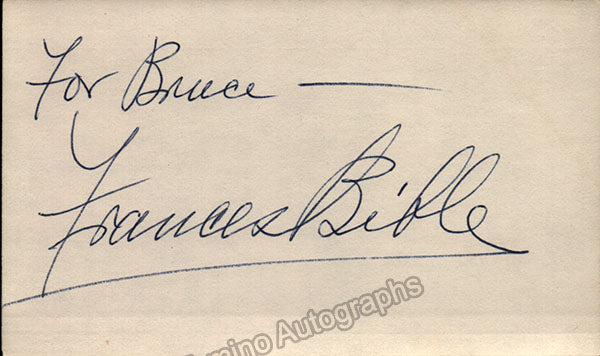 For Bruce —
Frances Bible
Tamino Autographs